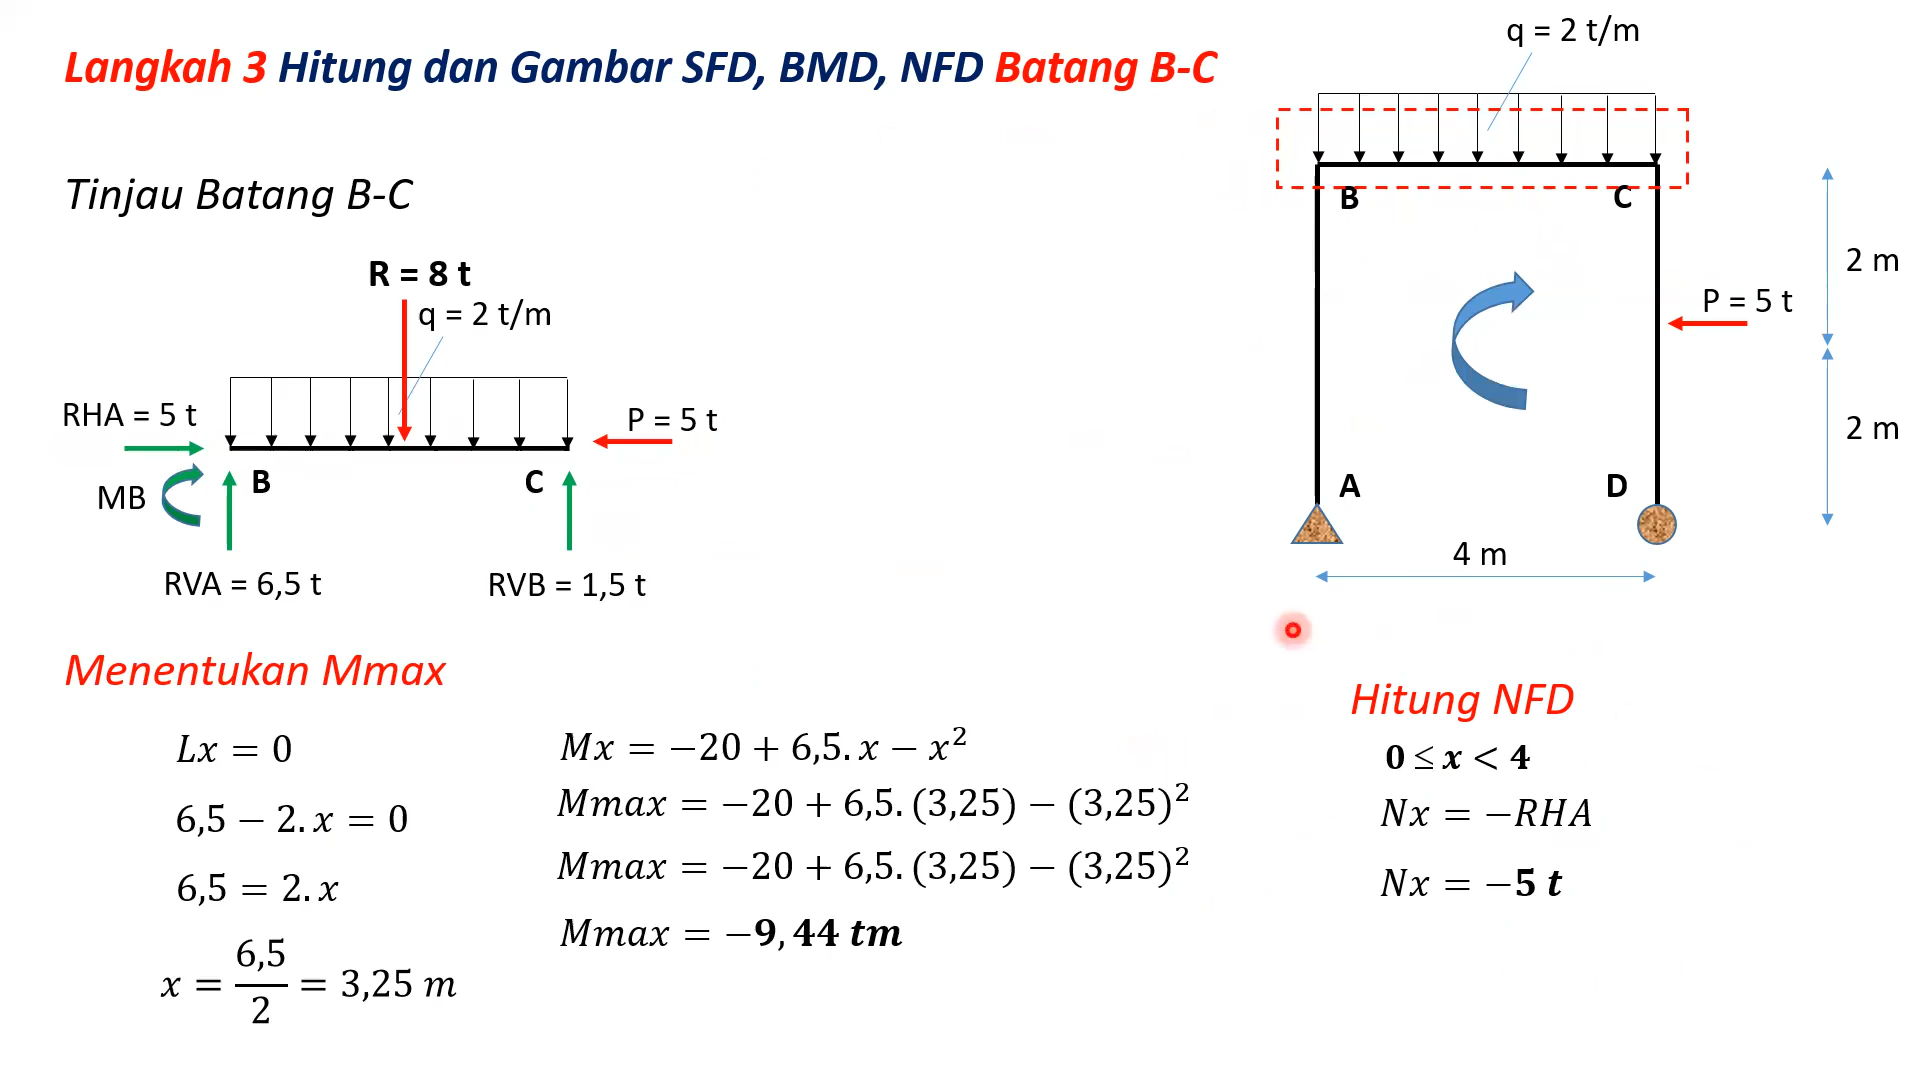 Langkah 3 Hitung dan Gambar SFD, BMD, NFD Batang B-C
Tinjau Batang B-C
R = 8 t
q = 2 t/m
RHA = 5 t
P = 5 t
MB
B
C
RVA = 6,5 t
RVB = 1,5 t
q = 2 t/m
B
C
2 m
P = 5 t
2 m
A
D
4 m
Menentukan Mmax
Lx = 0
6,5 − 2. x = 0
6,5 = 2. x
x = 6,5/2 = 3,25 m
Mx = −20 + 6,5. x − x²
Mmax = −20 + 6,5. (3,25) − (3,25)²
Mmax = −20 + 6,5. (3,25) − (3,25)²
Mmax = −9, 44 tm
Hitung NFD
0 ≤ x < 4
Nx = −RHA
Nx = −5 t